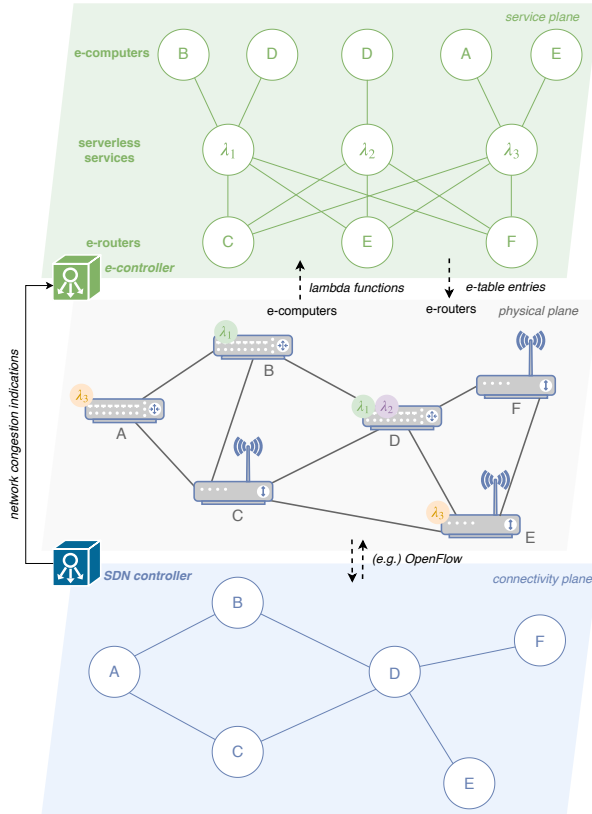 service plane
e-computers
B
D
D
A
E
serverless
services
λ1
λ2
λ3
e-routers
C
E
F
e-controller
lambda functions
e-table entries
e-computers
e-routers
physical plane
network congestion indications
λ1
B
λ3
A
λ1
λ2
D
F
C
λ3
E
(e.g.) OpenFlow
SDN controller
connectivity plane
B
A
D
F
C
E